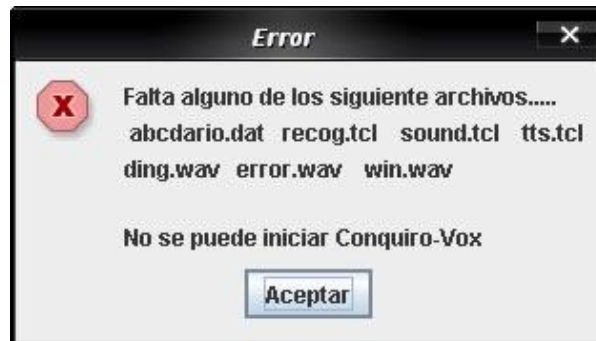 Error
Falta alguno de los siguiente archivos.....
abcdario.dat recog.tcl sound.tcl tts.tcl
ding.wav error.wav win.wav
No se puede iniciar Conquiro-Vox
Aceptar